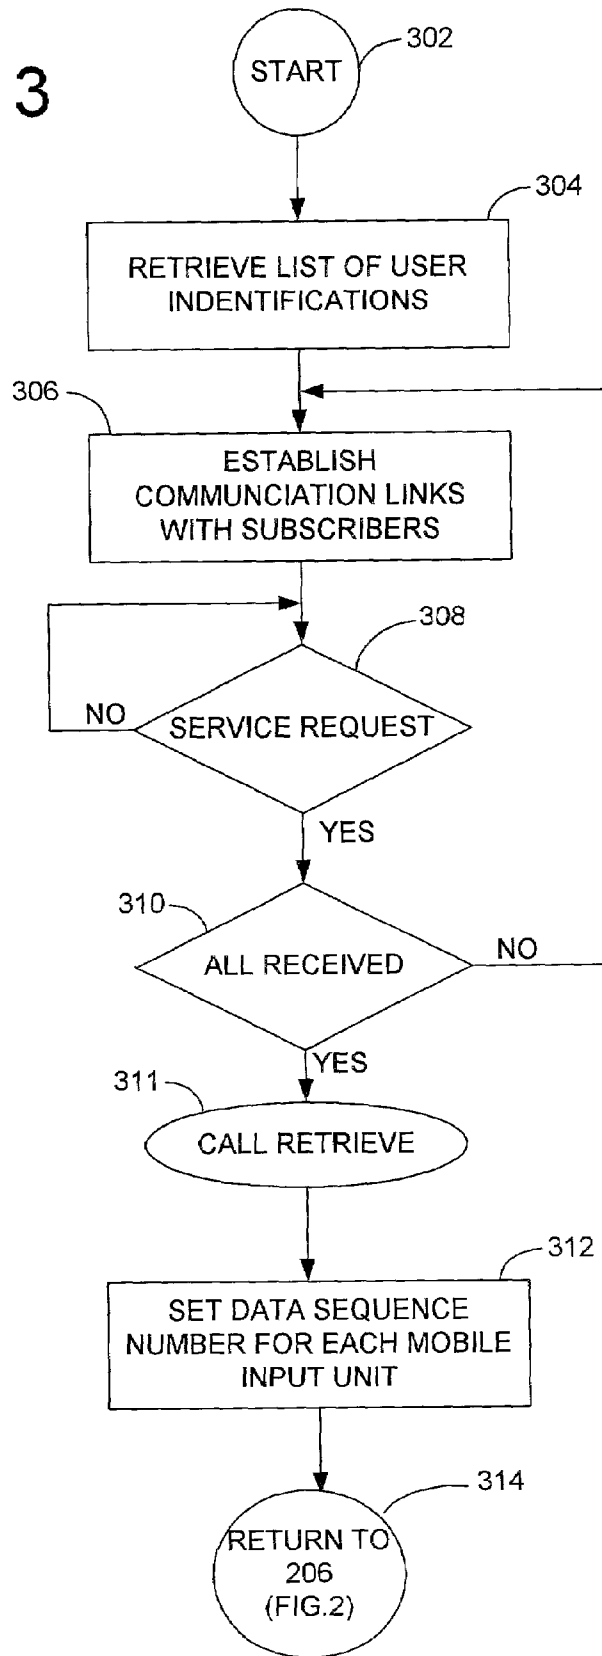 302
START
3
304
RETRIEVE LIST OF USER
INDENTIFICATIONS
306
ESTABLISH
COMMUNCIATION LINKS
WITH SUBSCRIBERS
308
NO
SERVICE REQUEST
YES
310
ALL RECEIVED
NO
YES
311
CALL RETRIEVE
312
SET DATA SEQUENCE
NUMBER FOR EACH MOBILE
INPUT UNIT
314
RETURN TO
206
(FIG.2)